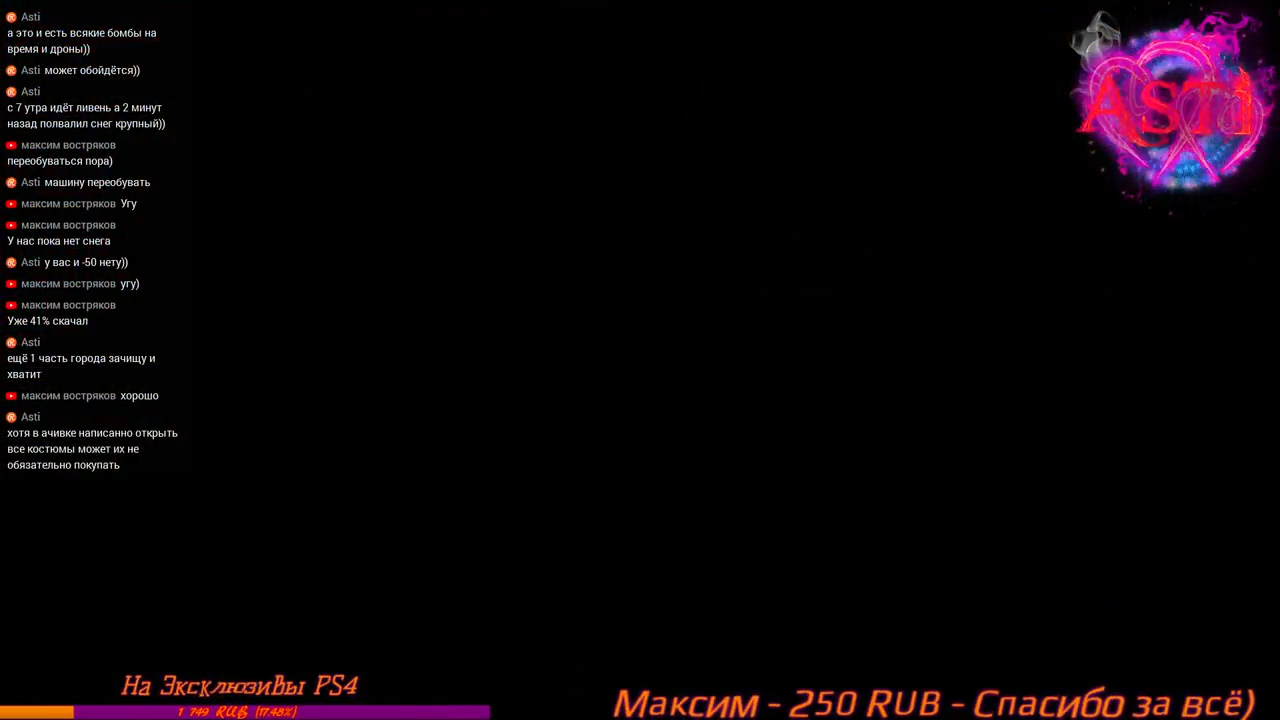 Asti
а это и есть всякие бомбы на
время и дроны))
Asti может обойдётся))
Asti
с 7 утра идёт ливень а 2 минут
назад полвалил снег крупный))
максим востряков
переобуваться пора)
Asti машину переобувать
максим востряков Угу
максим востряков
У нас пока нет снега
Asti у вас и -50 нету))
максим востряков угу)
максим востряков
Уже 41% скачал
Asti
ещё 1 часть города зачищу и
хватит
максим востряков хорошо
Asti
хотя в ачивке написанно открыть
все костюмы может их не
обязательно покупать
Asti
На Эксклюзивы PS4
1 749 RUB (17.48%)
Максим - 250 RUB - Спасибо за всё)